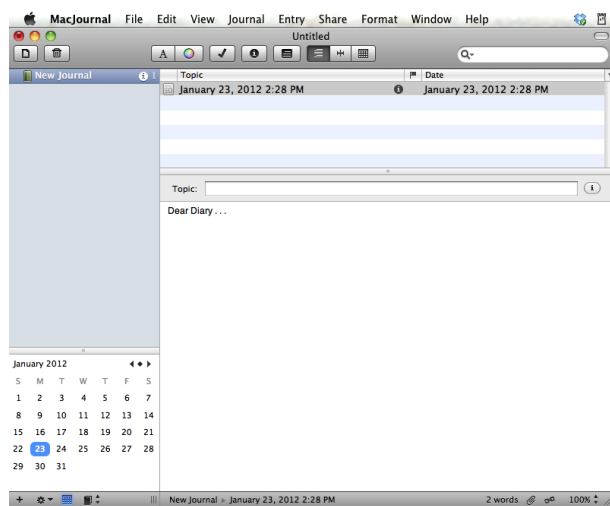 MacJournal File Edit View Journal Entry Share Format Window Help
Untitled
A
New Journal 1
Topic Date
January 23, 2012 2:28 PM January 23, 2012 2:28 PM
Topic:
Dear Diary . . .
January 2012
S M T W T F S
1 2 3 4 5 6 7
8 9 10 11 12 13 14
15 16 17 18 19 20 21
22 23 24 25 26 27 28
29 30 31
New Journal ▸ January 23, 2012 2:28 PM 2 words 100%